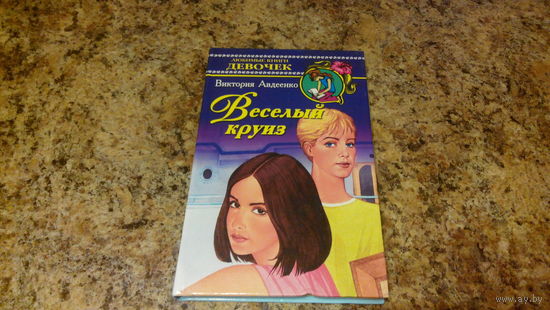 ЛЮБИМЫЕ КНИГИ
ДЕВОЧЕК
Виктория Авдеенко
Веселый
круиз
www.ay.by